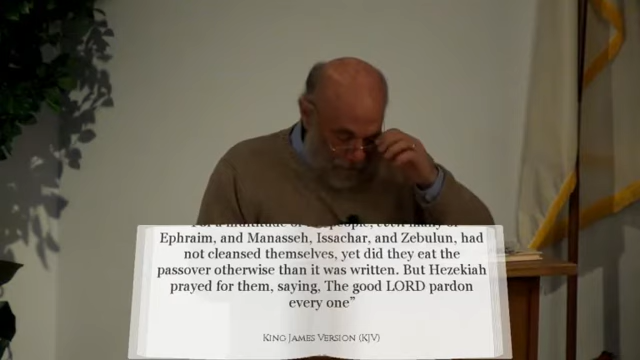 Ephraim, and Manasseh, Issachar, and Zebulun, had
not cleansed themselves, yet did they eat the
passover otherwise than it was written. But Hezekiah
prayed for them, saying, The good LORD pardon
every one”
King James Version (KJV)